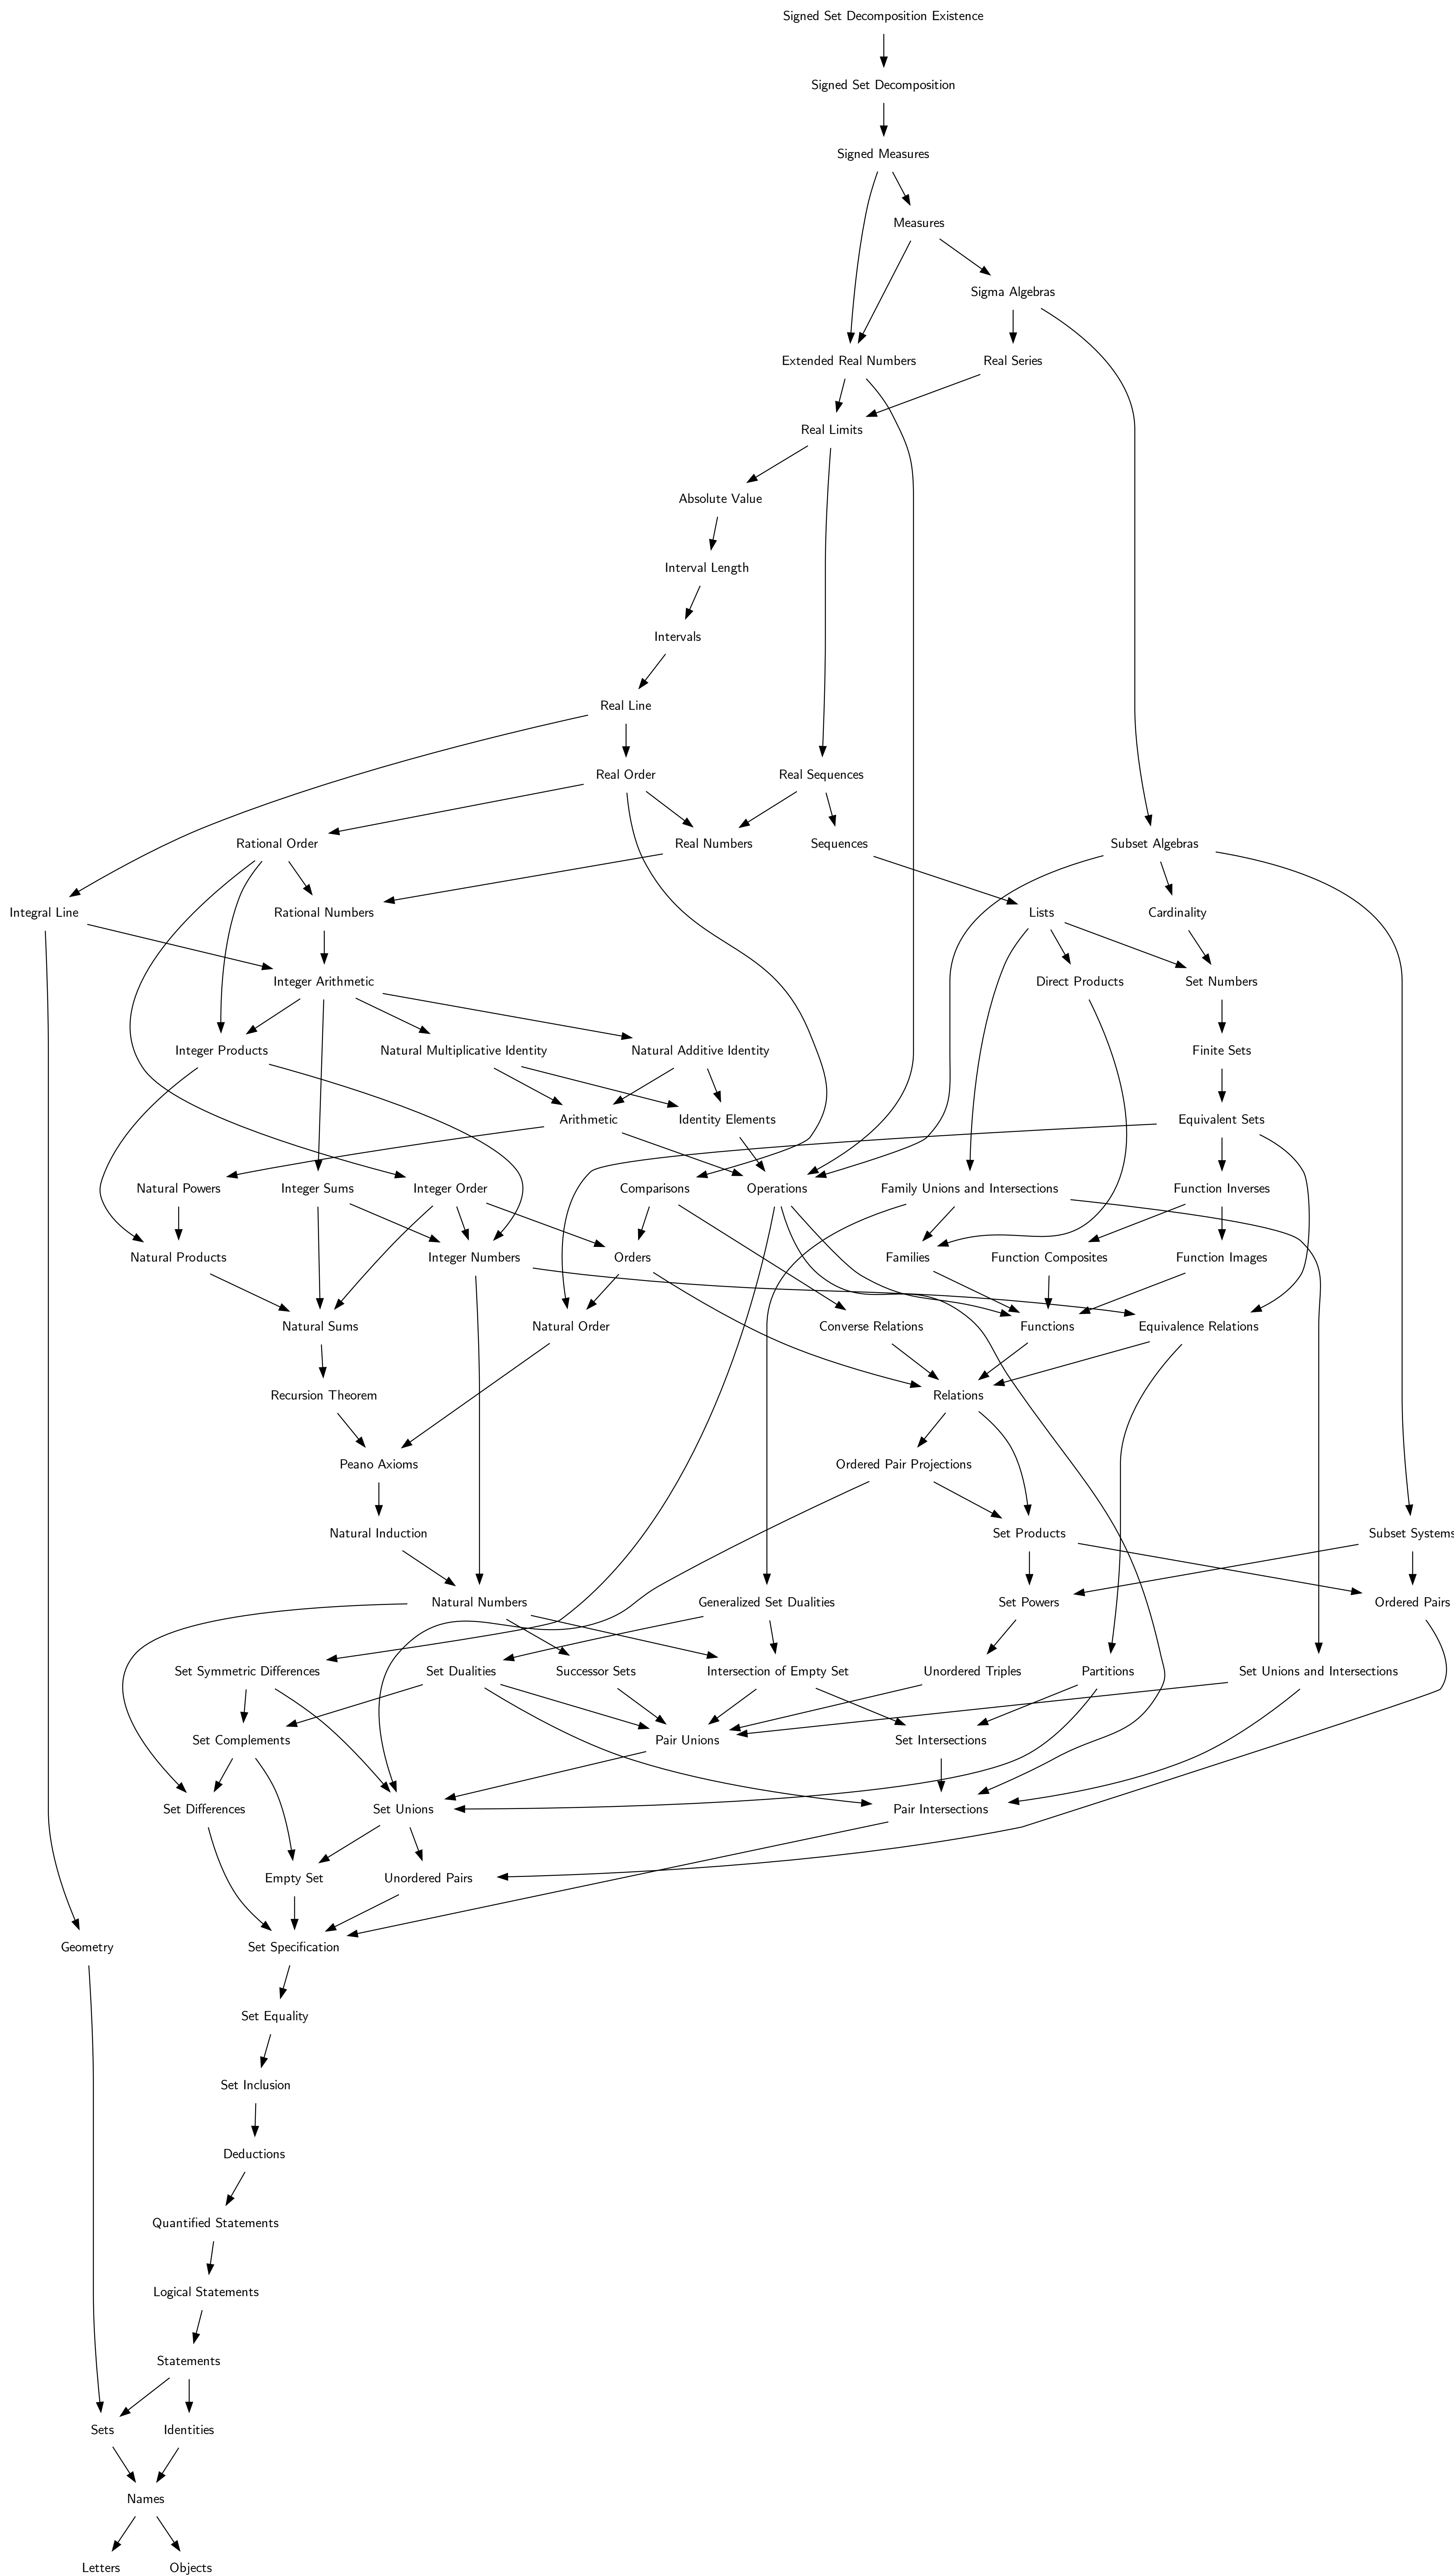 Signed Set Decomposition Existence
Signed Set Decomposition
Signed Measures
Measures
Sigma Algebras
Extended Real Numbers
Real Series
Real Limits
Absolute Value
Interval Length
Intervals
Real Line
Real Order
Real Sequences
Rational Order
Real Numbers
Sequences
Subset Algebras
Integral Line
Rational Numbers
Lists
Cardinality
Integer Arithmetic
Direct Products
Set Numbers
Integer Products
Natural Multiplicative Identity
Natural Additive Identity
Finite Sets
Arithmetic
Identity Elements
Equivalent Sets
Natural Powers
Integer Sums
Integer Order
Comparisons
Operations
Family Unions and Intersections
Function Inverses
Natural Products
Integer Numbers
Orders
Families
Function Composites
Function Images
Natural Sums
Natural Order
Converse Relations
Functions
Equivalence Relations
Recursion Theorem
Relations
Peano Axioms
Ordered Pair Projections
Natural Induction
Set Products
Subset Systems
Natural Numbers
Generalized Set Dualities
Set Powers
Ordered Pairs
Set Symmetric Differences
Set Dualities
Successor Sets
Intersection of Empty Set
Unordered Triples
Partitions
Set Unions and Intersections
Set Complements
Pair Unions
Set Intersections
Set Differences
Set Unions
Pair Intersections
Empty Set
Unordered Pairs
Geometry
Set Specification
Set Equality
Set Inclusion
Deductions
Quantified Statements
Logical Statements
Statements
Sets
Identities
Names
Letters
Objects